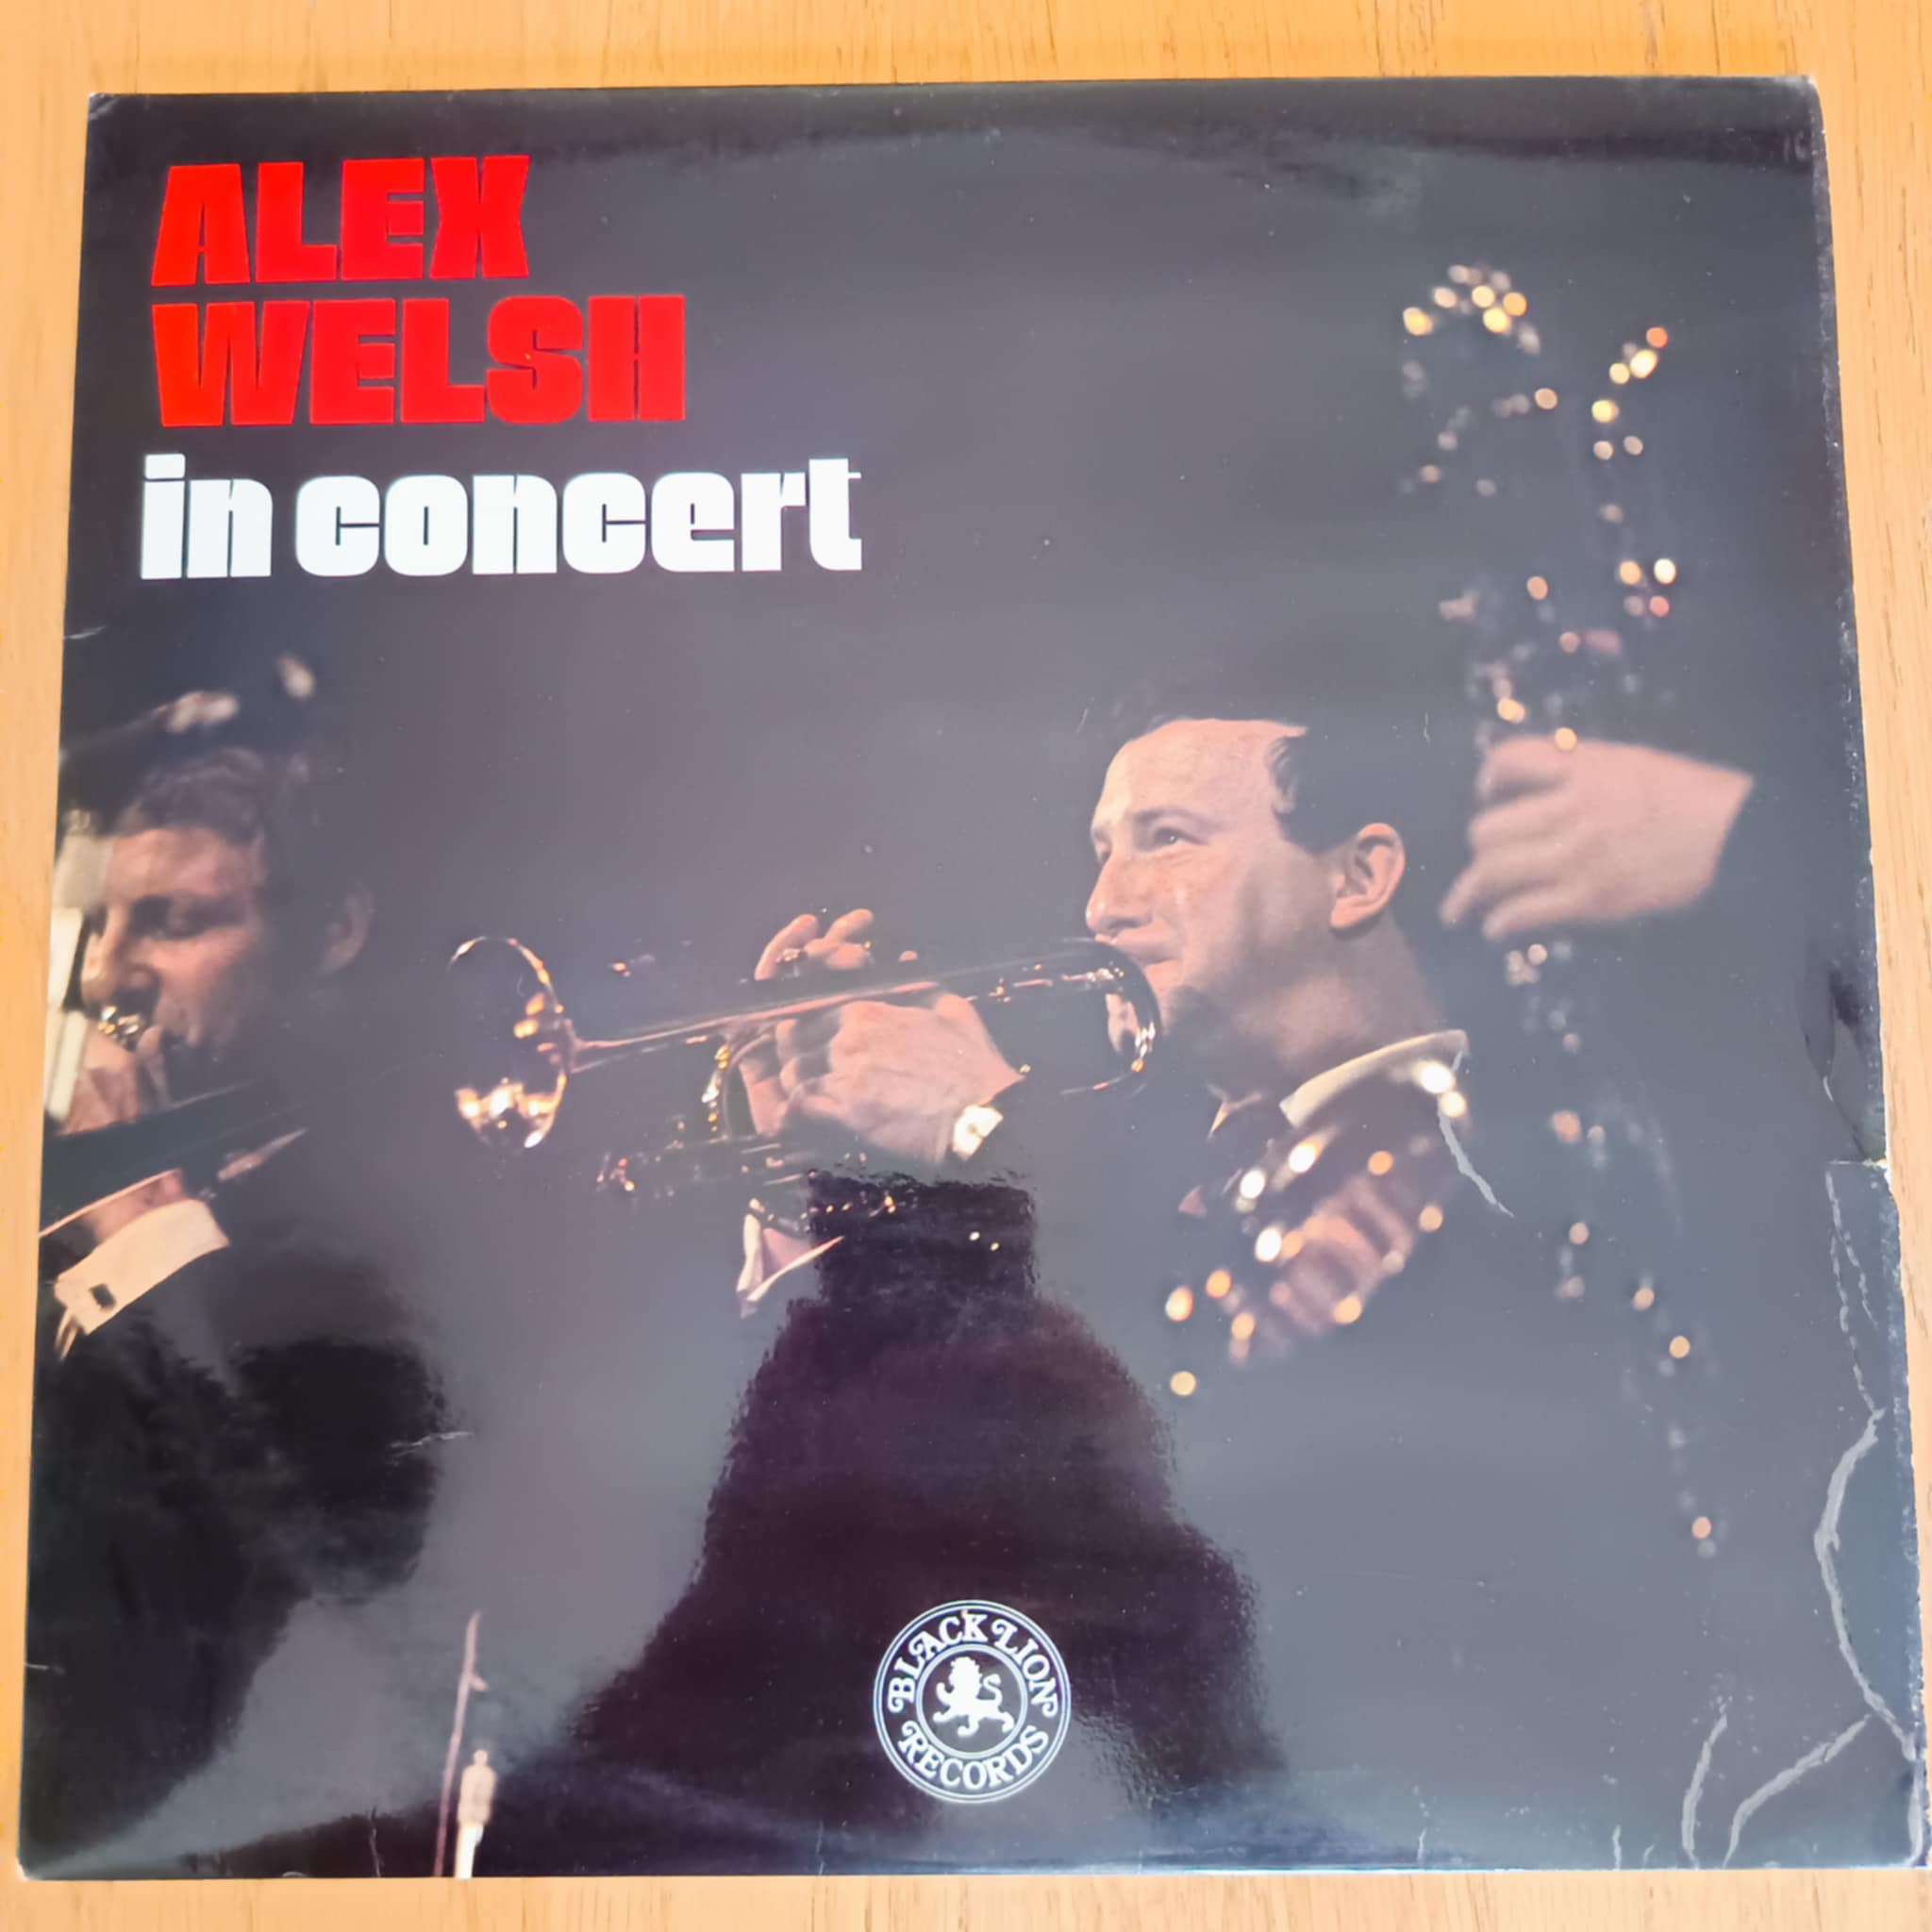 ALEX
WELSH
in concert
BLACK LION
RECORDS